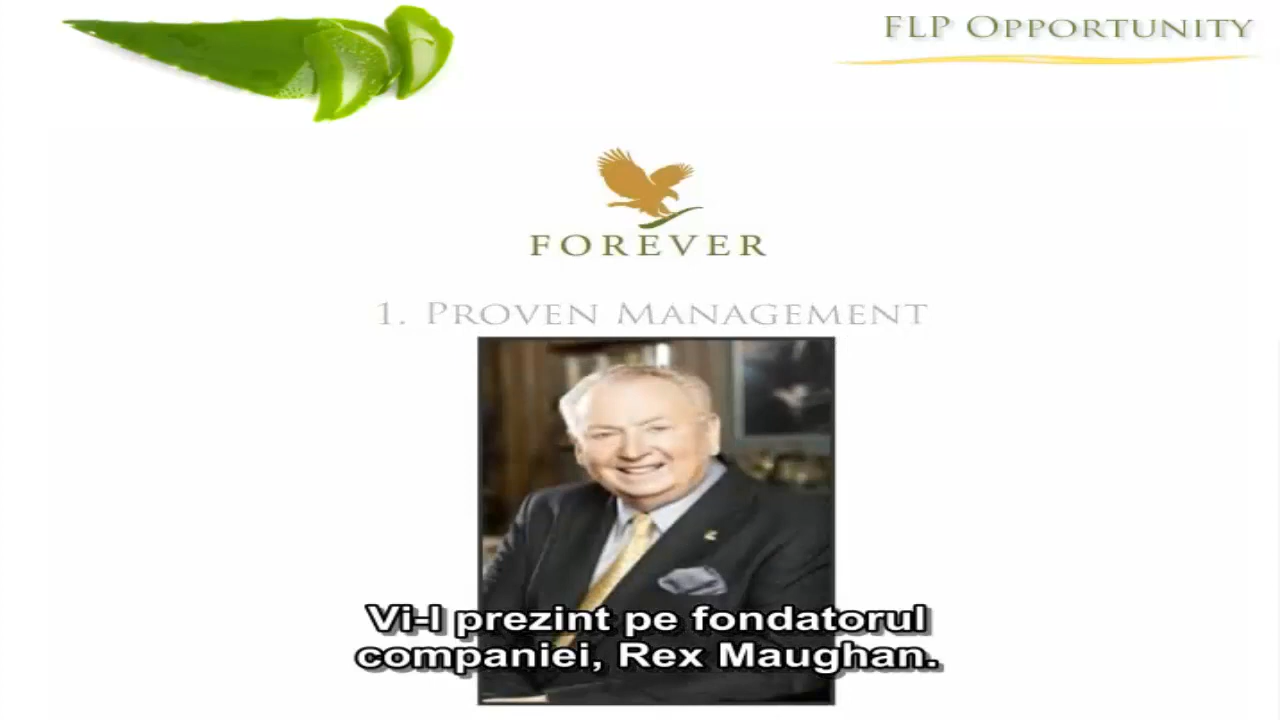 FLP Opportunity
FOREVER
1. Proven Management
Vi-l prezint pe fondatorul
companiei, Rex Maughan.